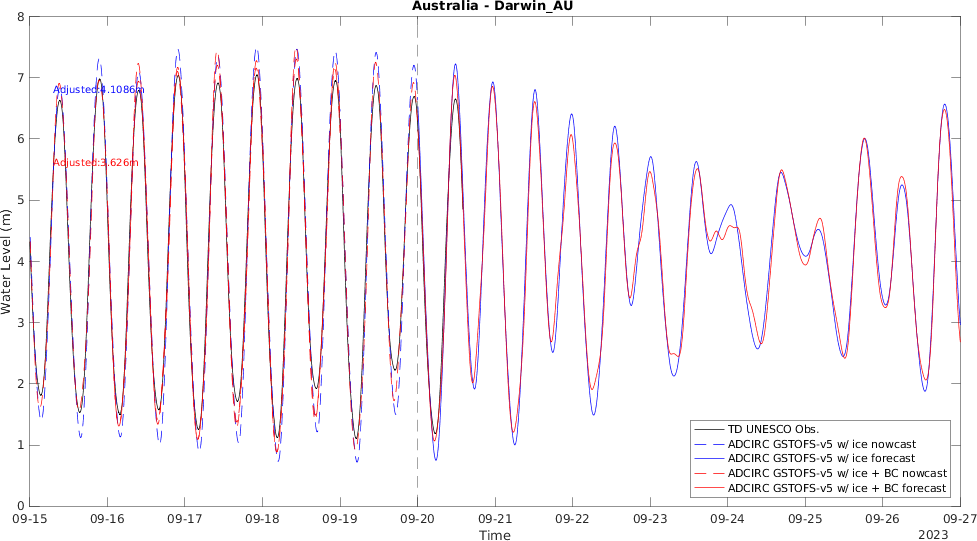 Australia - Darwin_AU
8
7
6
5
4
3
2
1
0
Water Level (m)
Adjusted:4.1086m
Adjusted:3.626m
TD UNESCO Obs.
ADCIRC GSTOFS-v5 w/ ice nowcast
ADCIRC GSTOFS-v5 w/ ice forecast
ADCIRC GSTOFS-v5 w/ ice + BC nowcast
ADCIRC GSTOFS-v5 w/ ice + BC forecast
09-15 09-16 09-17 09-18 09-19 09-20 09-21 09-22 09-23 09-24 09-25 09-26 09-27
Time
2023